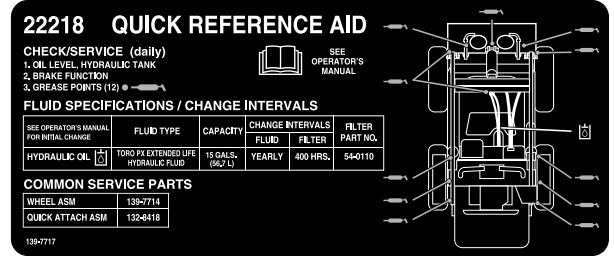 22218 QUICK REFERENCE AID
CHECK/SERVICE (daily)
1. OIL LEVEL, HYDRAULIC TANK
2. BRAKE FUNCTION
3. GREASE POINTS (12)
SEE
OPERATOR'S
MANUAL
FLUID SPECIFICATIONS / CHANGE INTERVALS
SEE OPERATOR'S MANUAL
FOR INITIAL CHANGE
FLUID TYPE
CAPACITY
CHANGE INTERVALS
FLUID
FILTER
FILTER
PART NO.
HYDRAULIC OIL
TORO PX EXTENDED LIFE
HYDRAULIC FLUID
15 GALS.
(56,7 L)
YEARLY
400 HRS.
54-0110
COMMON SERVICE PARTS
WHEEL ASM 139-7714
QUICK ATTACH ASM 132-8418
139-7717